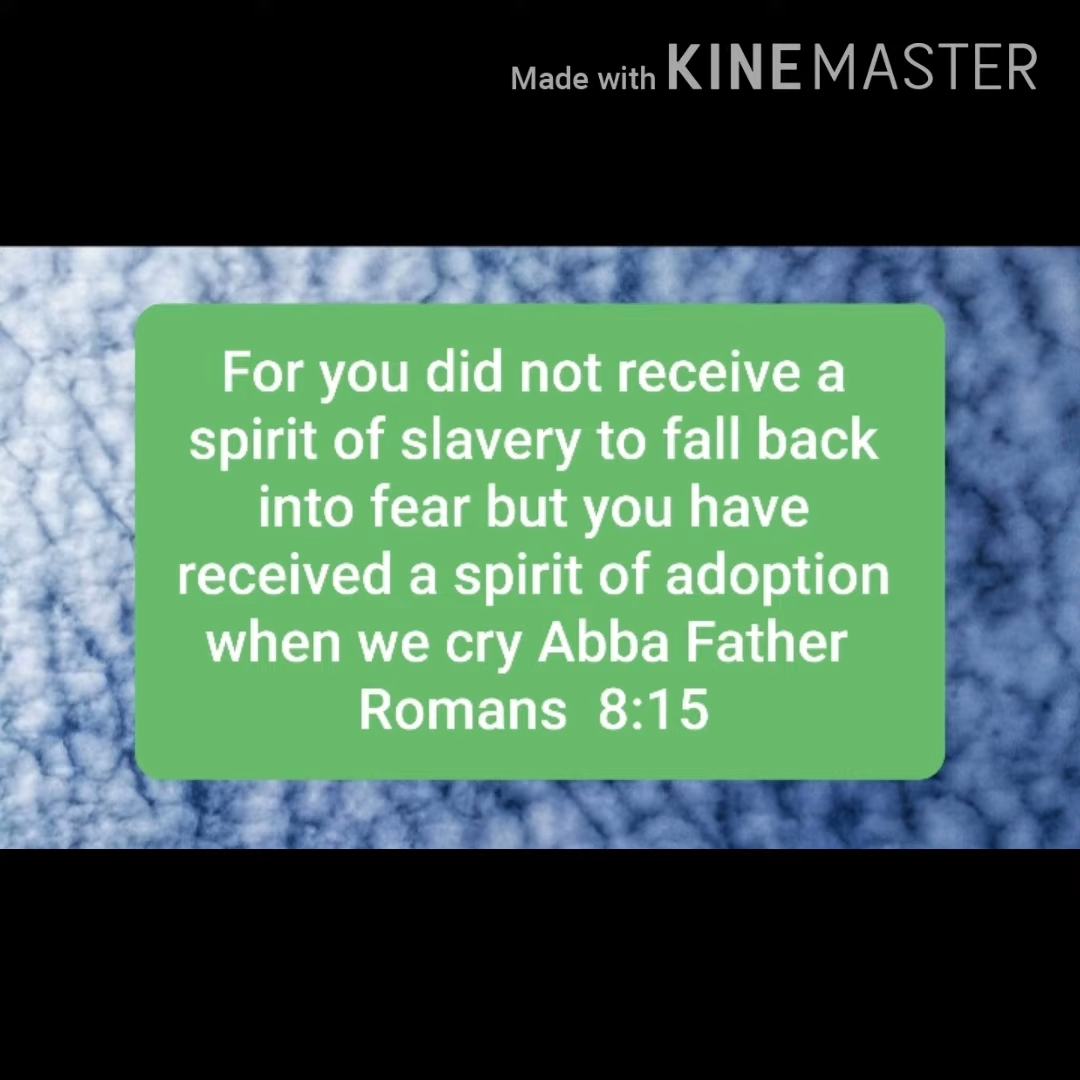 Made with KINEMASTER
For you did not receive a
spirit of slavery to fall back
into fear but you have
received a spirit of adoption
when we cry Abba Father
Romans 8:15